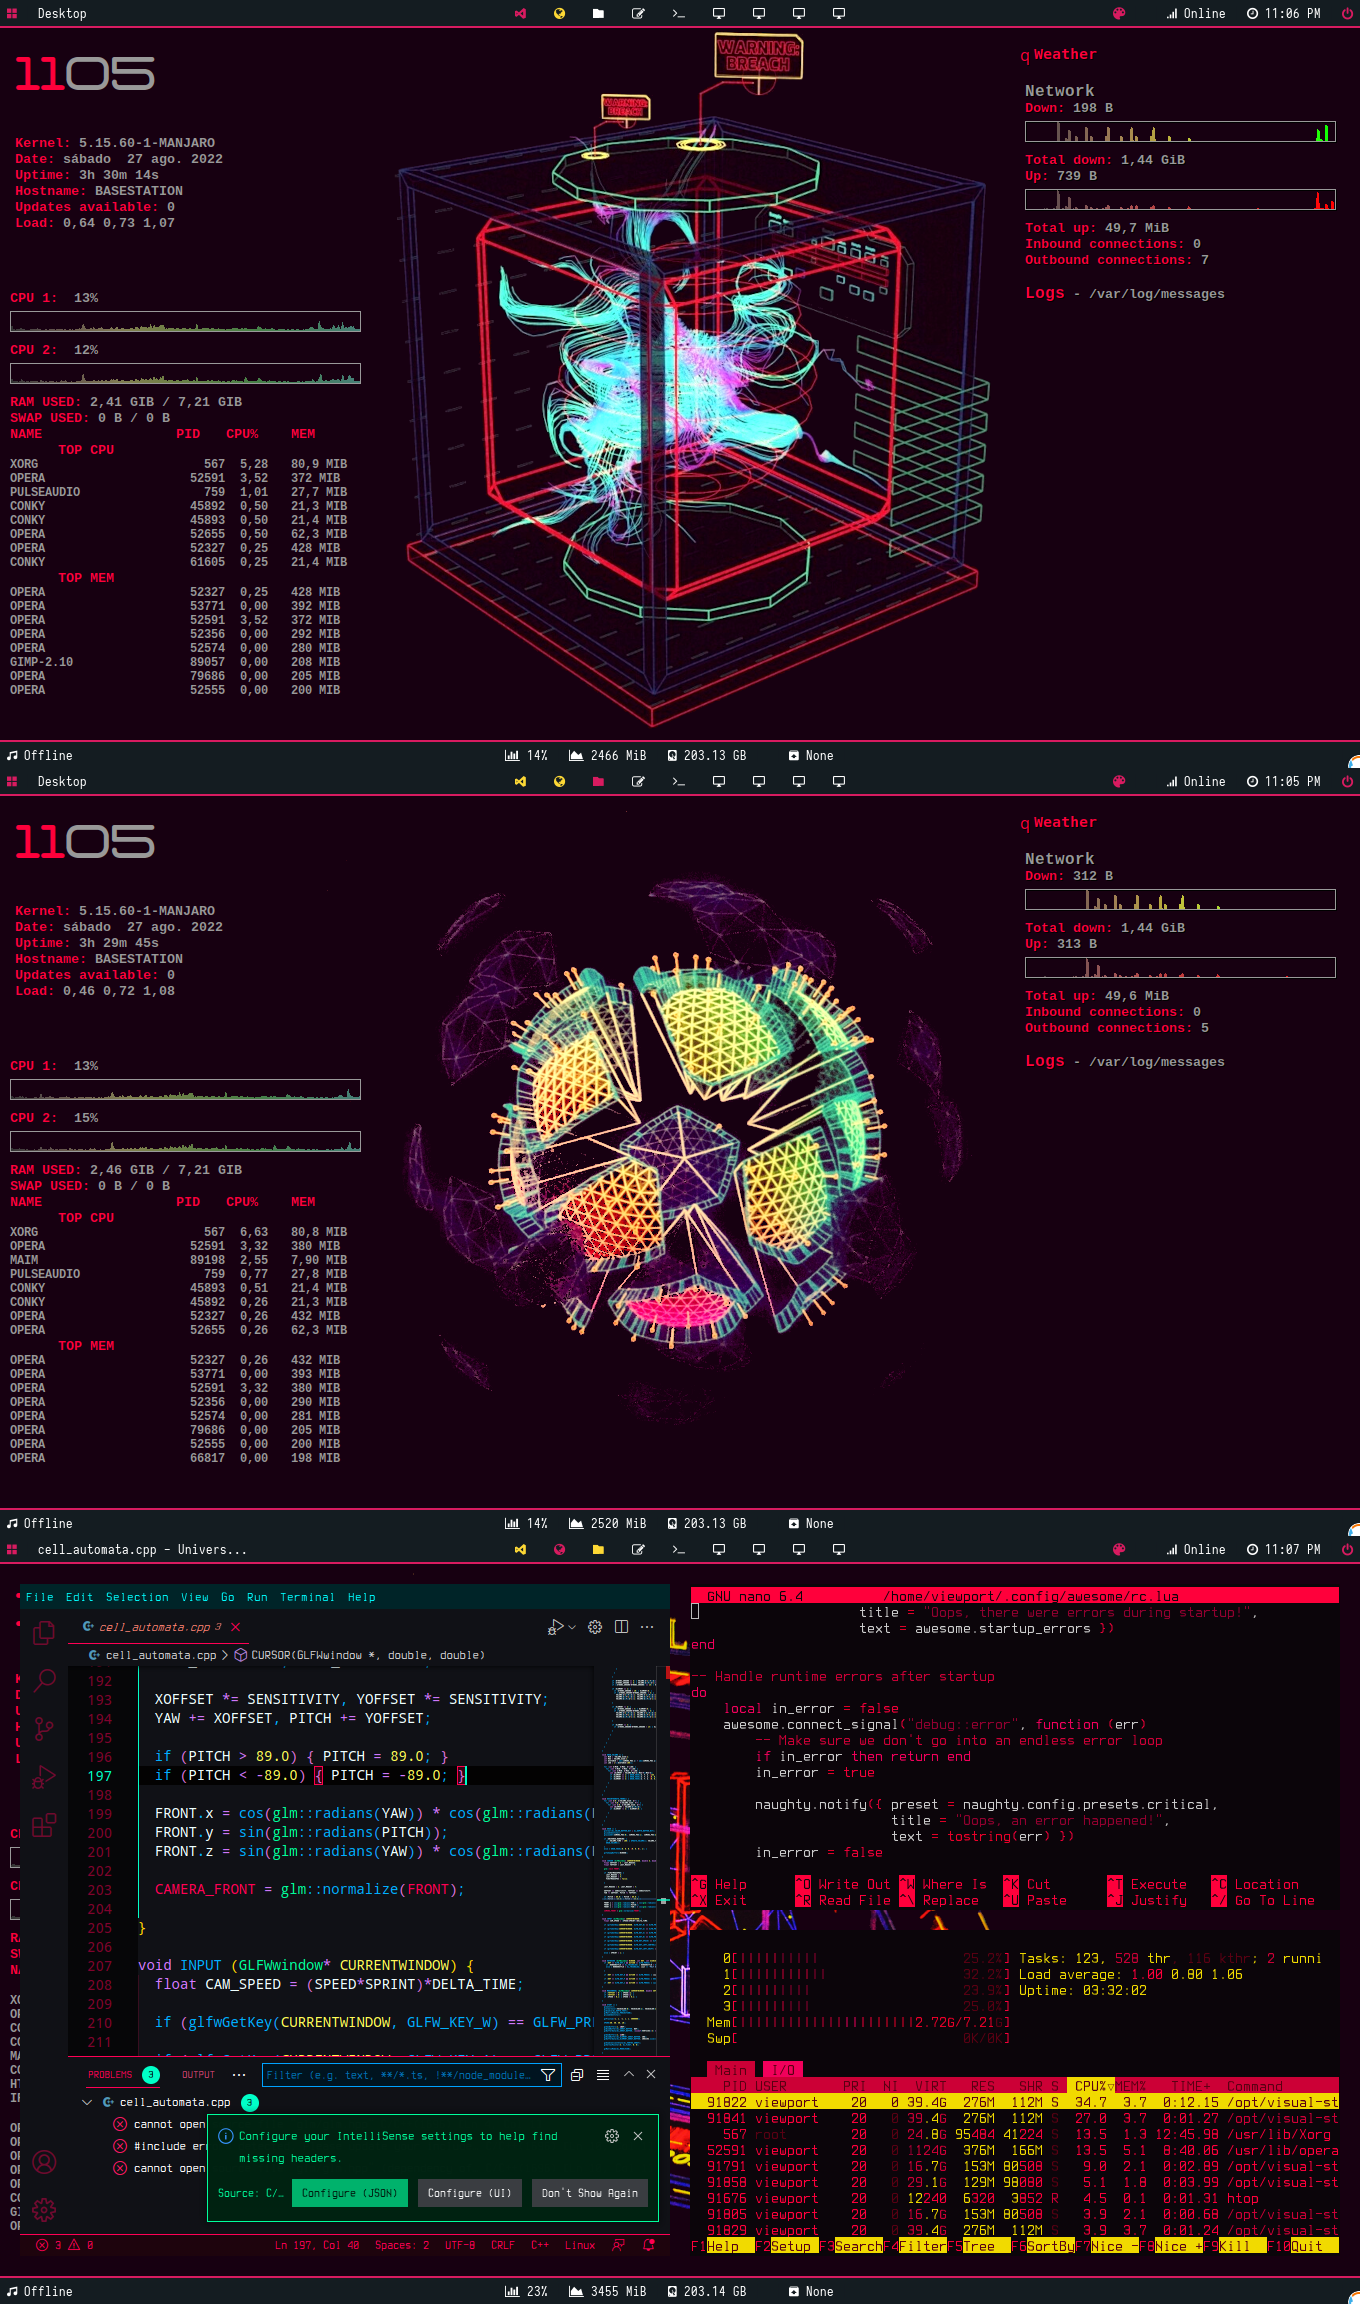 Desktop
Online 11:06 PM
1105
WARNING:
BREACH
WARNING:
BREACH
Kernel: 5.15.60-1-MANJARO
Date: sábado 27 ago. 2022
Uptime: 3h 30m 14s
Hostname: BASESTATION
Updates available: 0
Load: 0,64 0,73 1,07
CPU 1: 13%
CPU 2: 12%
RAM USED: 2,41 GIB / 7,21 GIB
SWAP USED: 0 B / 0 B
NAME PID CPU% MEM
TOP CPU
XORG 567 5,28 80,9 MIB
OPERA 52591 3,52 372 MIB
PULSEAUDIO 759 1,01 27,7 MIB
CONKY 45892 0,50 21,3 MIB
CONKY 45893 0,50 21,4 MIB
OPERA 52655 0,50 62,3 MIB
OPERA 52327 0,25 428 MIB
CONKY 61605 0,25 21,4 MIB
TOP MEM
OPERA 52327 0,25 428 MIB
OPERA 53771 0,00 392 MIB
OPERA 52591 3,52 372 MIB
OPERA 52356 0,00 292 MIB
OPERA 52574 0,00 280 MIB
GIMP-2.10 89057 0,00 208 MIB
OPERA 79686 0,00 205 MIB
OPERA 52555 0,00 200 MIB
q Weather
Network
Down: 198 B
Total down: 1,44 GiB
Up: 739 B
Total up: 49,7 MiB
Inbound connections: 0
Outbound connections: 7
Logs - /var/log/messages
Offline 14% 2466 MiB 203.13 GB None
Desktop
Online 11:05 PM
1105
Kernel: 5.15.60-1-MANJARO
Date: sábado 27 ago. 2022
Uptime: 3h 29m 45s
Hostname: BASESTATION
Updates available: 0
Load: 0,46 0,72 1,08
CPU 1: 13%
CPU 2: 15%
RAM USED: 2,46 GIB / 7,21 GIB
SWAP USED: 0 B / 0 B
NAME PID CPU% MEM
TOP CPU
XORG 567 6,63 80,8 MIB
OPERA 52591 3,32 380 MIB
MAIM 89198 2,55 7,90 MIB
PULSEAUDIO 759 0,77 27,8 MIB
CONKY 45893 0,51 21,4 MIB
CONKY 45892 0,26 21,3 MIB
OPERA 52327 0,26 432 MIB
OPERA 52655 0,26 62,3 MIB
TOP MEM
OPERA 52327 0,26 432 MIB
OPERA 53771 0,00 393 MIB
OPERA 52591 3,32 380 MIB
OPERA 52356 0,00 290 MIB
OPERA 52574 0,00 281 MIB
OPERA 79686 0,00 205 MIB
OPERA 52555 0,00 200 MIB
OPERA 66817 0,00 198 MIB
q Weather
Network
Down: 312 B
Total down: 1,44 GiB
Up: 313 B
Total up: 49,6 MiB
Inbound connections: 0
Outbound connections: 5
Logs - /var/log/messages
Offline 14% 2520 MiB 203.13 GB None
cell_automata.cpp - Univers...
Online 11:07 PM
File Edit Selection View Go Run Terminal Help
cell_automata.cpp 3
cell_automata.cpp > CURSOR(GLFWwindow *, double, double)
192
193 XOFFSET *= SENSITIVITY, YOFFSET *= SENSITIVITY;
194 YAW += XOFFSET, PITCH += YOFFSET;
195
196 if (PITCH > 89.0) { PITCH = 89.0; }
197 if (PITCH < -89.0) { PITCH = -89.0; }
198
199 FRONT.x = cos(glm::radians(YAW)) * cos(glm::radians(
200 FRONT.y = sin(glm::radians(PITCH));
201 FRONT.z = sin(glm::radians(YAW)) * cos(glm::radians(
202
203 CAMERA_FRONT = glm::normalize(FRONT);
204
205 }
206
207 void INPUT (GLFWwindow* CURRENTWINDOW) {
208 float CAM_SPEED = (SPEED*SPRINT)*DELTA_TIME;
209
210 if (glfwGetKey(CURRENTWINDOW, GLFW_KEY_W) == GLFW_PR
211
PROBLEMS 3 OUTPUT ... Filter (e.g. text, **/*.ts, !**/node_module...
cell_automata.cpp 3
cannot open
#include er
cannot open
Configure your IntelliSense settings to help find
missing headers.
Source: C/... Configure (JSON) Configure (UI) Don't Show Again
3 0 Ln 197, Col 40 Spaces: 2 UTF-8 CRLF C++ Linux
GNU nano 6.4 /home/viewport/.config/awesome/rc.lua
title = "Oops, there were errors during startup!",
text = awesome.startup_errors })
end
-- Handle runtime errors after startup
do
local in_error = false
awesome.connect_signal("debug::error", function (err)
-- Make sure we don't go into an endless error loop
if in_error then return end
in_error = true
naughty.notify({ preset = naughty.config.presets.critical,
title = "Oops, an error happened!",
text = tostring(err) })
in_error = false
^G Help ^O Write Out ^W Where Is ^K Cut ^T Execute ^C Location
^X Exit ^R Read File ^\ Replace ^U Paste ^J Justify ^/ Go To Line
0[|||||||||| 25.2%] Tasks: 123, 528 thr, 116 kthr; 2 runni
1[||||||||||| 32.2%] Load average: 1.00 0.80 1.06
2[||||||||| 23.9%] Uptime: 03:32:02
3[||||||||| 25.0%]
Mem[||||||||||||||||||||||2.72G/7.21G]
Swp[ 0K/0K]
Main I/O
PID USER PRI NI VIRT RES SHR S CPU%▽MEM% TIME+ Command
91822 viewport 20 0 39.4G 276M 112M S 34.7 3.7 0:12.15 /opt/visual-st
91841 viewport 20 0 39.4G 276M 112M S 27.0 3.7 0:01.27 /opt/visual-st
567 root 20 0 24.8G 95484 41224 S 13.5 1.3 12:45.98 /usr/lib/Xorg
52591 viewport 20 0 1124G 376M 166M S 13.5 5.1 8:40.06 /usr/lib/opera
91791 viewport 20 0 16.7G 153M 80508 S 9.0 2.1 0:02.89 /opt/visual-st
91858 viewport 20 0 29.1G 129M 98080 S 5.1 1.8 0:03.99 /opt/visual-st
91676 viewport 20 0 12240 6320 3852 R 4.5 0.1 0:01.31 htop
91805 viewport 20 0 16.7G 153M 80508 S 3.9 2.1 0:00.68 /opt/visual-st
91829 viewport 20 0 39.4G 276M 112M S 3.9 3.7 0:01.24 /opt/visual-st
F1Help F2Setup F3SearchF4FilterF5Tree F6SortByF7Nice -F8Nice +F9Kill F10Quit
Offline 23% 3455 MiB 203.14 GB None